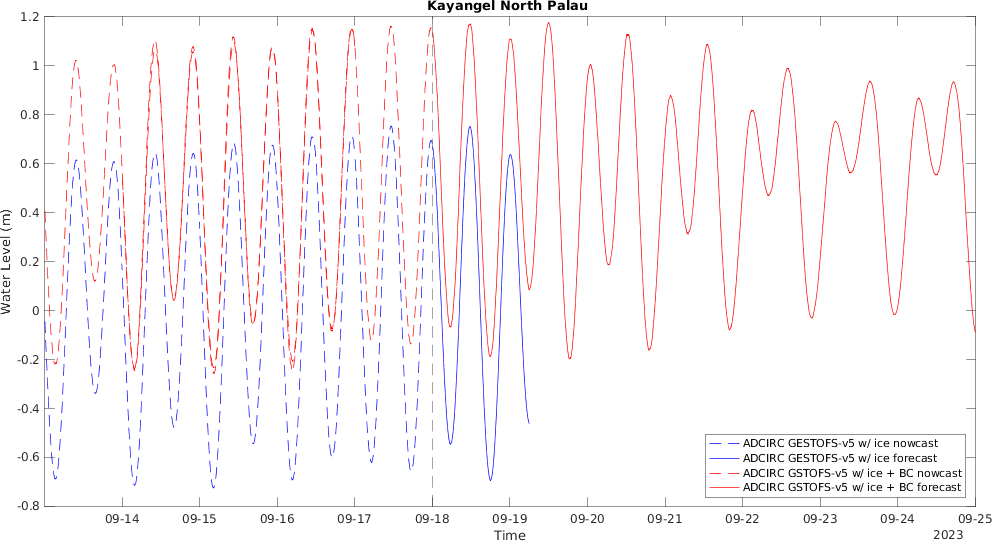 Kayangel North Palau
1.2
1
0.8
0.6
0.4
0.2
0
-0.2
-0.4
-0.6
-0.8
Water Level (m)
ADCIRC GESTOFS-v5 w/ ice nowcast
ADCIRC GESTOFS-v5 w/ ice forecast
ADCIRC GSTOFS-v5 w/ ice + BC nowcast
ADCIRC GSTOFS-v5 w/ ice + BC forecast
09-14 09-15 09-16 09-17 09-18 09-19 09-20 09-21 09-22 09-23 09-24 09-25
Time 2023